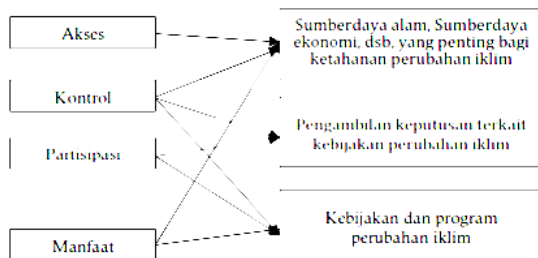 Akses
Kontrol
Partisipasi
Manfaat
Sumberdaya alam, Sumberdaya
ekonomi, dsb, yang penting bagi
ketahanan perubahan iklim
Pengambilan keputusan terkait
kebijakan perubahan iklim
Kebijakan dan program
perubahan iklim